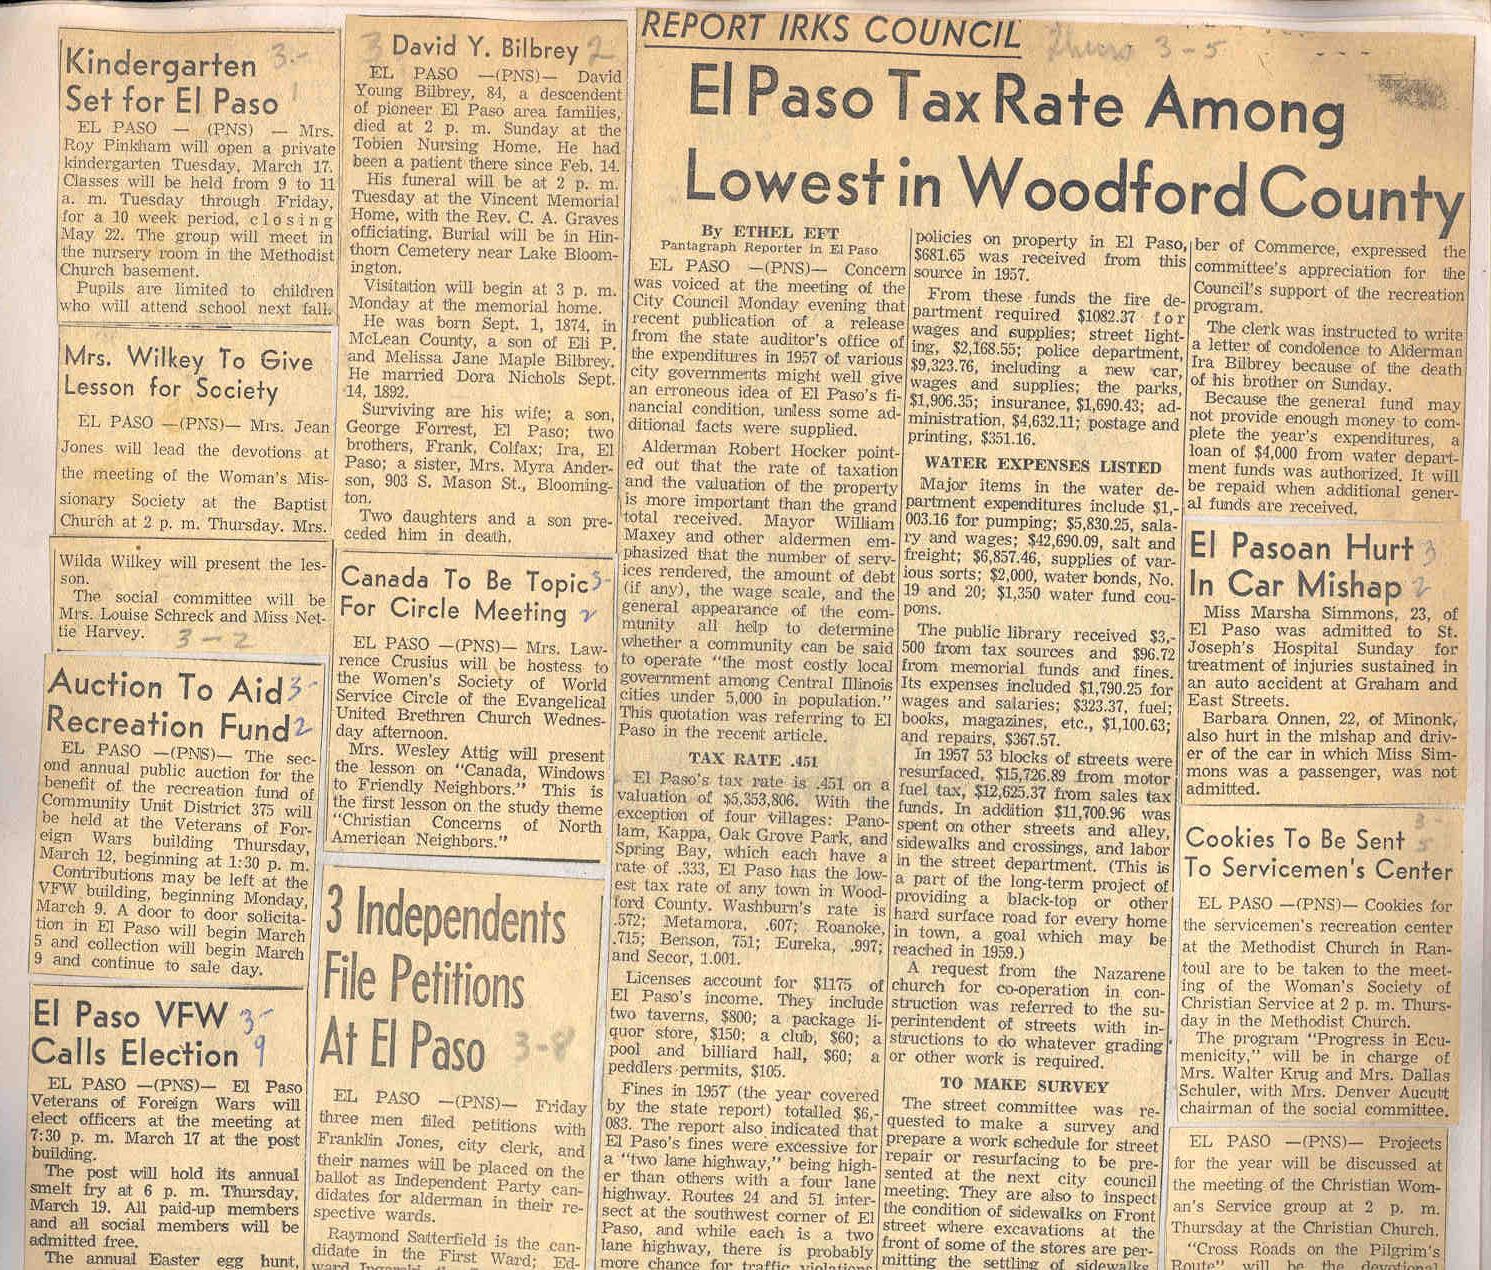 Kindergarten 3-
Set for El Paso 1
EL PASO — (PNS) — Mrs.
Roy Pinkham will open a private
kindergarten Tuesday, March 17.
Classes will be held from 9 to 11
a. m. Tuesday through Friday,
for a 10 week period, closing
May 22. The group will meet in
the nursery room in the Methodist
Church basement.
Pupils are limited to children
who will attend school next fall.
Mrs. Wilkey To Give
Lesson for Society
EL PASO —(PNS)— Mrs. Jean
Jones will lead the devotions at
the meeting of the Woman's Mis-
sionary Society at the Baptist
Church at 2 p. m. Thursday. Mrs.
Wilda Wilkey will present the les-
son.
The social committee will be
Mrs. Louise Schreck and Miss Net-
tie Harvey. 3-2
Auction To Aid 3-
Recreation Fund 2
EL PASO —(PNS)— The sec-
ond annual public auction for the
benefit of the recreation fund of
Community Unit District 375 will
be held at the Veterans of For-
eign Wars building Thursday,
March 12, beginning at 1:30 p. m.
Contributions may be left at the
VFW building, beginning Monday,
March 9. A door to door solicita-
tion in El Paso will begin March
5 and collection will begin March
9 and continue to sale day.
El Paso VFW 3-
Calls Election 9
EL PASO —(PNS)— El Paso
Veterans of Foreign Wars will
elect officers at the meeting at
7:30 p. m. March 17 at the post
building.
The post will hold its annual
smelt fry at 6 p. m. Thursday,
March 19. All paid-up members
and all social members will be
admitted free.
The annual Easter egg hunt,
3 David Y. Bilbrey 2
EL PASO —(PNS)— David
Young Bilbrey, 84, a descendent
of pioneer El Paso area families,
died at 2 p. m. Sunday at the
Tobien Nursing Home. He had
been a patient there since Feb. 14.
His funeral will be at 2 p. m.
Tuesday at the Vincent Memorial
Home, with the Rev. C. A. Graves
officiating. Burial will be in Hin-
thorn Cemetery near Lake Bloom-
ington.
Visitation will begin at 3 p. m.
Monday at the memorial home.
He was born Sept. 1, 1874, in
McLean County, a son of Eli P.
and Melissa Jane Maple Bilbrey.
He married Dora Nichols Sept.
14, 1892.
Surviving are his wife; a son,
George Forrest, El Paso; two
brothers, Frank, Colfax; Ira, El
Paso; a sister, Mrs. Myra Ander-
son, 903 S. Mason St., Blooming-
ton.
Two daughters and a son pre-
ceded him in death.
Canada To Be Topic 3-
For Circle Meeting 2
EL PASO —(PNS)— Mrs. Law-
rence Crusius will be hostess to
the Women's Society of World
Service Circle of the Evangelical
United Brethren Church Wednes-
day afternoon.
Mrs. Wesley Attig will present
the lesson on "Canada, Windows
to Friendly Neighbors." This is
the first lesson on the study theme
"Christian Concerns of North
American Neighbors."
3 Independents
File Petitions
At El Paso 3-8
EL PASO —(PNS)— Friday
three men filed petitions with
Franklin Jones, city clerk, and
their names will be placed on the
ballot as Independent Party can-
didates for alderman in their re-
spective wards.
Raymond Satterfield is the can-
didate in the First Ward; Ed-
REPORT IRKS COUNCIL Thurs 3-5
El Paso Tax Rate Among
Lowest in Woodford County
By ETHEL EFT
Pantagraph Reporter in El Paso
EL PASO —(PNS)— Concern
was voiced at the meeting of the
City Council Monday evening that
recent publication of a release
from the state auditor's office of
the expenditures in 1957 of various
city governments might well give
an erroneous idea of El Paso's fi-
nancial condition, unless some ad-
ditional facts were supplied.
Alderman Robert Hocker point-
ed out that the rate of taxation
and the valuation of the property
is more important than the grand
total received. Mayor William
Maxey and other aldermen em-
phasized that the number of serv-
ices rendered, the amount of debt
(if any), the wage scale, and the
general appearance of the com-
munity all help to determine
whether a community can be said
to operate "the most costly local
government among Central Illinois
cities under 5,000 in population."
This quotation was referring to El
Paso in the recent article.
TAX RATE .451
El Paso's tax rate is .451 on a
valuation of $5,353,806. With the
exception of four villages: Pano-
lam, Kappa, Oak Grove Park, and
Spring Bay, which each have a
rate of .333, El Paso has the low-
est tax rate of any town in Wood-
ford County. Washburn's rate is
.572; Metamora, .607; Roanoke,
.715; Benson, 751; Eureka, .997;
and Secor, 1.001.
Licenses account for $1175 of
El Paso's income. They include
two taverns, $800; a package li-
quor store, $150; a club, $60; a
pool and billiard hall, $60; a
peddlers permits, $105.
Fines in 1957 (the year covered
by the state report) totalled $6,-
083. The report also indicated that
El Paso's fines were excessive for
a "two lane highway," being high-
er than others with a four lane
highway. Routes 24 and 51 inter-
sect at the southwest corner of El
Paso, and while each is a two
lane highway, there is probably
more chance for traffic violations
policies on property in El Paso,
$681.65 was received from this
source in 1957.
From these funds the fire de-
partment required $1082.37 for
wages and supplies; street light-
ing, $2,168.55; police department,
$9,323.76, including a new car,
wages and supplies; the parks,
$1,906.35; insurance, $1,690.43; ad-
ministration, $4,632.11; postage and
printing, $351.16.
WATER EXPENSES LISTED
Major items in the water de-
partment expenditures include $1,-
003.16 for pumping; $5,830.25, sala-
ry and wages; $42,690.09, salt and
freight; $6,857.46, supplies of var-
ious sorts; $2,000, water bonds, No.
19 and 20; $1,350 water fund cou-
pons.
The public library received $3,-
500 from tax sources and $96.72
from memorial funds and fines.
Its expenses included $1,790.25 for
wages and salaries; $323.37, fuel;
books, magazines, etc., $1,100.63;
and repairs, $367.57.
In 1957 53 blocks of streets were
resurfaced, $15,726.89 from motor
fuel tax, $12,625.37 from sales tax
funds. In addition $11,700.96 was
spent on other streets and alley,
sidewalks and crossings, and labor
in the street department. (This is
a part of the long-term project of
providing a black-top or other
hard surface road for every home
in town, a goal which may be
reached in 1959.)
A request from the Nazarene
church for co-operation in con-
struction was referred to the su-
perintendent of streets with in-
structions to do whatever grading
or other work is required.
TO MAKE SURVEY
The street committee was re-
quested to make a survey and
prepare a work schedule for street
repair or resurfacing to be pre-
sented at the next city council
meeting. They are also to inspect
the condition of sidewalks on Front
street where excavations at the
front of some of the stores are per-
mitting the settling of sidewalks
ber of Commerce, expressed the
committee's appreciation for the
Council's support of the recreation
program.
The clerk was instructed to write
a letter of condolence to Alderman
Ira Bilbrey because of the death
of his brother on Sunday.
Because the general fund may
not provide enough money to com-
plete the year's expenditures, a
loan of $4,000 from water depart-
ment funds was authorized. It will
be repaid when additional gener-
al funds are received.
El Pasoan Hurt 3
In Car Mishap 2
Miss Marsha Simmons, 23, of
El Paso was admitted to St.
Joseph's Hospital Sunday for
treatment of injuries sustained in
an auto accident at Graham and
East Streets.
Barbara Onnen, 22, of Minonk,
also hurt in the mishap and driv-
er of the car in which Miss Sim-
mons was a passenger, was not
admitted.
3-
Cookies To Be Sent 5
To Servicemen's Center
EL PASO —(PNS)— Cookies for
the servicemen's recreation center
at the Methodist Church in Ran-
toul are to be taken to the meet-
ing of the Woman's Society of
Christian Service at 2 p. m. Thurs-
day in the Methodist Church.
The program "Progress in Ecu-
menicity," will be in charge of
Mrs. Walter Krug and Mrs. Dallas
Schuler, with Mrs. Denver Aucutt
chairman of the social committee.
EL PASO —(PNS)— Projects
for the year will be discussed at
the meeting of the Christian Wom-
an's Service group at 2 p. m.
Thursday at the Christian Church.
"Cross Roads on the Pilgrim's
Route" will be the devotional